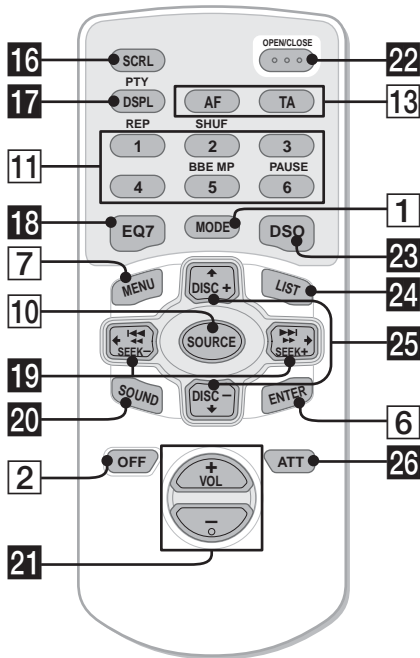 OPEN/CLOSE
16 SCRL 22
PTY
17 DSPL AF TA 13
REP SHUF
11 1 2 3
BBE MP PAUSE
4 5 6
18 EQ7 MODE DSO 1
23
7 MENU DISC + LIST 24
10 SOURCE 25
SEEK– SEEK+
19
20 SOUND DISC – ENTER 6
2 OFF + ATT 26
VOL
–
21